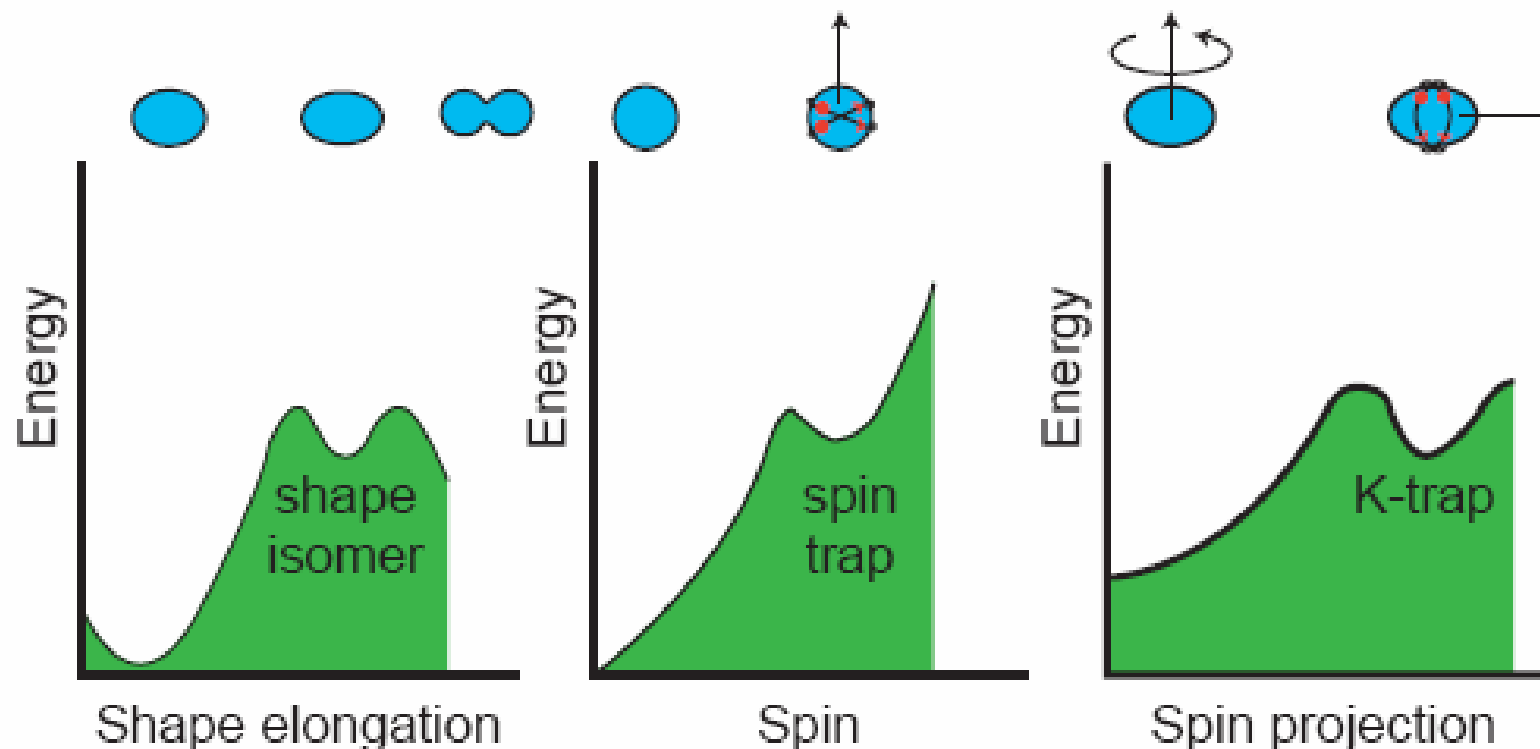 Energy
shape
isomer
Shape elongation
Energy
spin
trap
Spin
Energy
K-trap
Spin projection